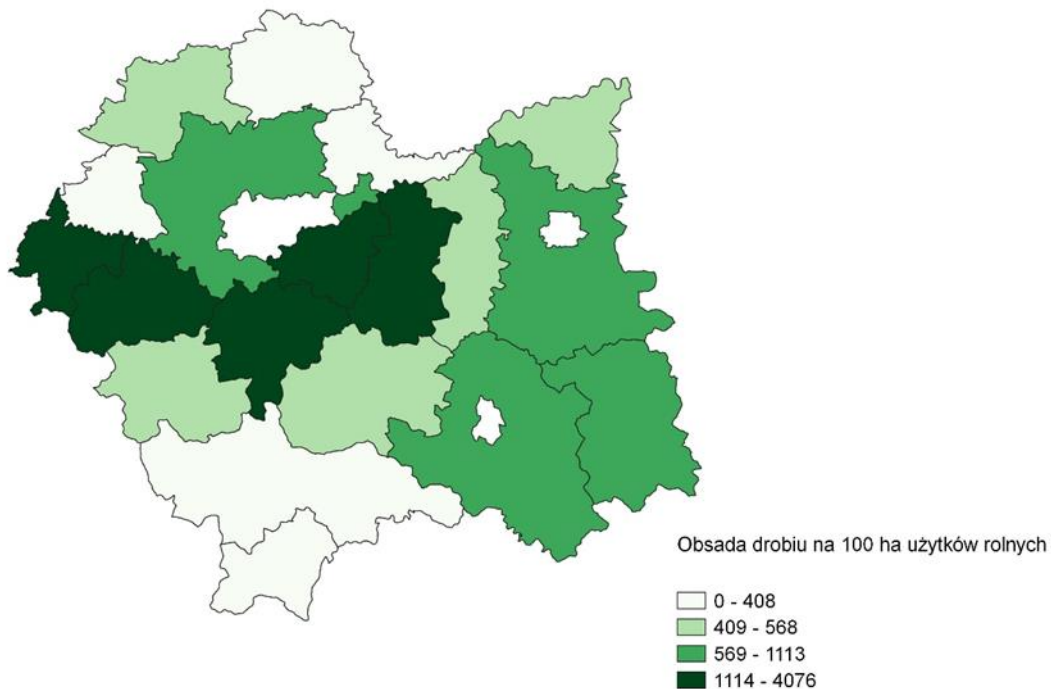 Obsada drobiu na 100 ha użytków rolnych
0 - 408
409 - 568
569 - 1113
1114 - 4076